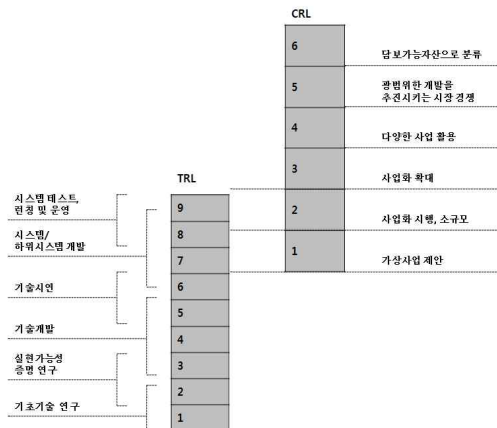 CRL
6
담보가능자산으로 분류
5
광범위한 개발을
추진시키는 시장 경쟁
4
다양한 사업 활용
3
사업화 확대
2
사업화 시행, 소규모
1
가상사업 제안
TRL
시스템 테스트,
런칭 및 운영
9
시스템/
하위시스템 개발
8
7
기술시연
6
5
기술개발
4
실현가능성
증명 연구
3
2
기초기술 연구
1